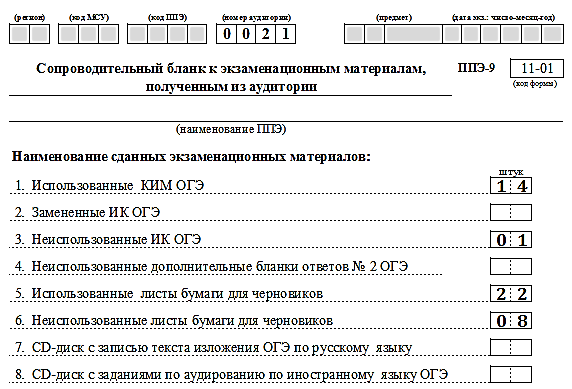 (регион) (код МСУ) (код ППЭ) (номер аудитории) (предмет) (дата экз.: число-месяц-год)
0 0 2 1
Сопроводительный бланк к экзаменационным материалам, ППЭ-9 11-01
полученным из аудитории (код формы)
(наименование ППЭ)
Наименование сданных экзаменационных материалов:
штук
1. Использованные КИМ ОГЭ 1 4
2. Замененные ИК ОГЭ
3. Неиспользованные ИК ОГЭ 0 1
4. Неиспользованные дополнительные бланки ответов № 2 ОГЭ
5. Использованные листы бумаги для черновиков 2 2
6. Неиспользованные листы бумаги для черновиков 0 8
7. CD-диск с записью текста изложения ОГЭ по русскому языку
8. CD-диск с заданиями по аудированию по иностранному языку ОГЭ